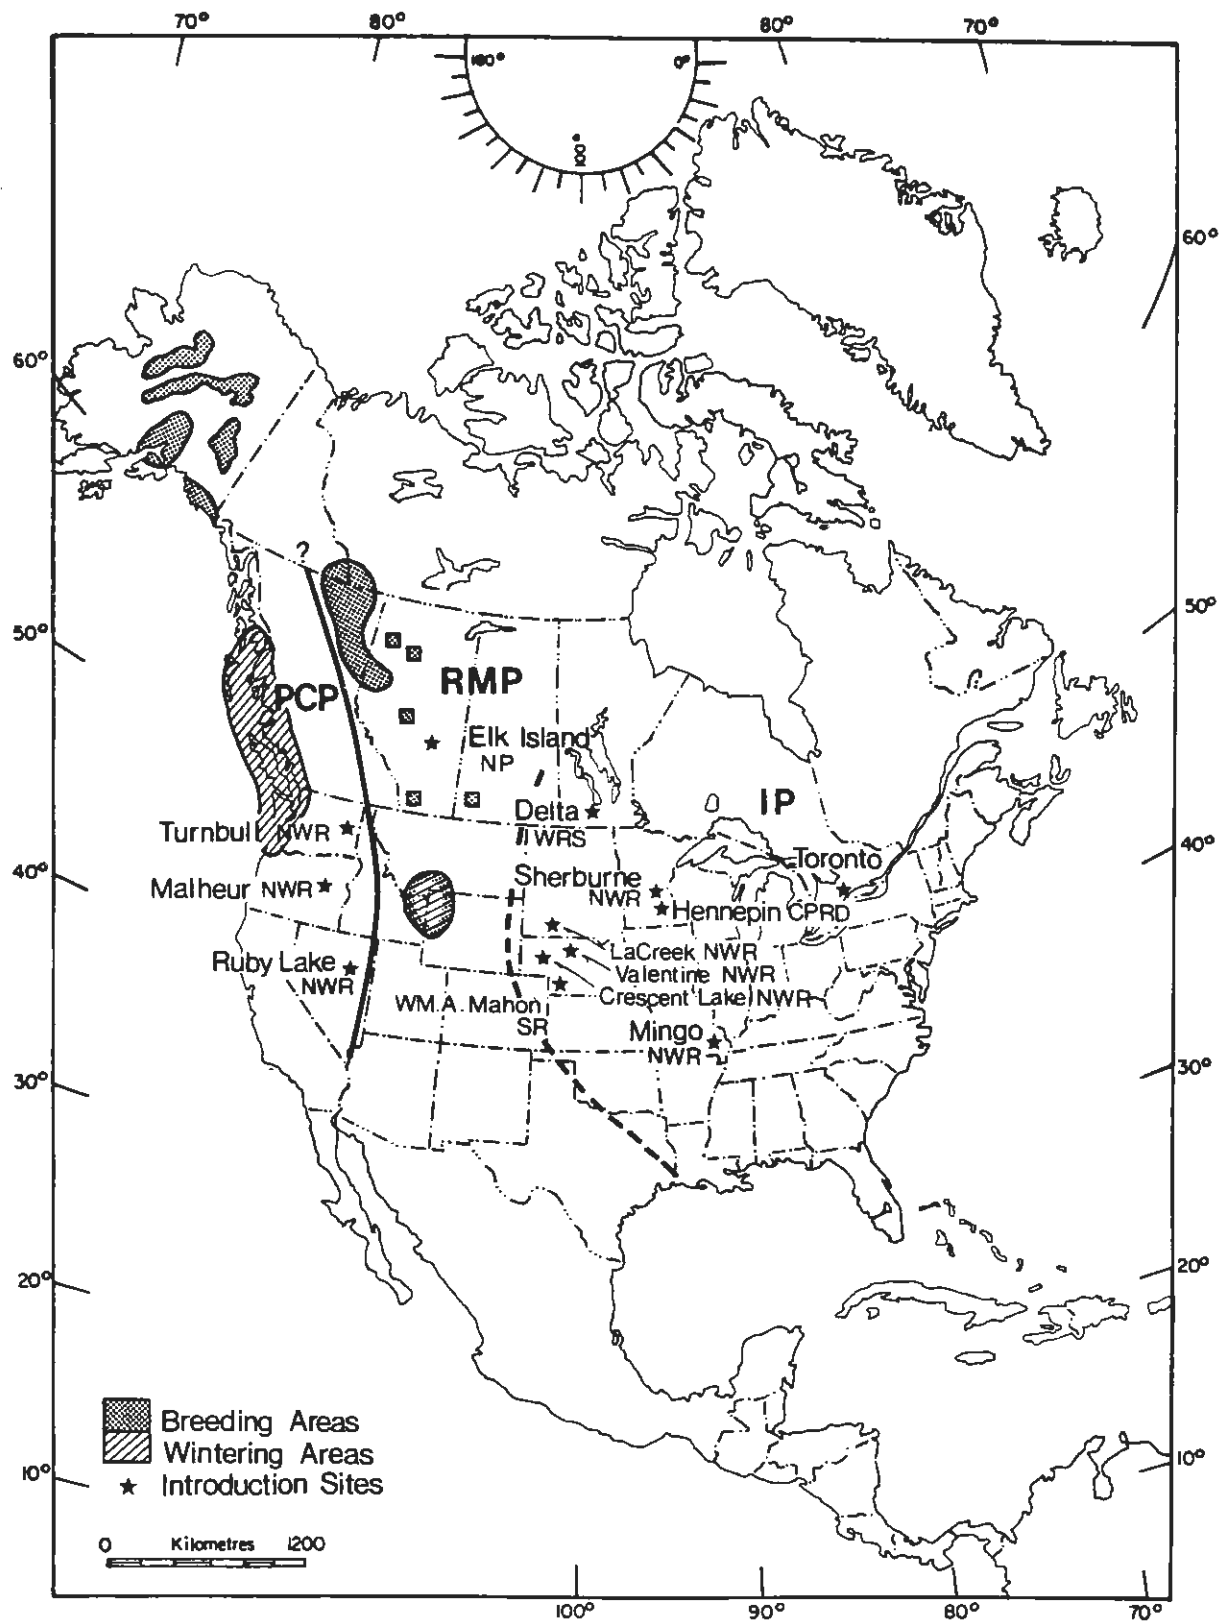 70° 80° 80° 70°
180° 0°
100°
60°
60°
?
50°
50°
PCP RMP
Elk Island
NP
IP
Delta
WRS
Turnbull NWR
Toronto
40°
40°
Malheur NWR
Sherburne
NWR
Hennepin CPRD
LaCreek NWR
Ruby Lake
NWR
Valentine NWR
Crescent Lake NWR
WM.A. Mahon
SR
Mingo
NWR
30°
30°
20°
20°
Breeding Areas
Wintering Areas
Introduction Sites
10°
10°
0 Kilometres 1200
100° 90° 80° 70°